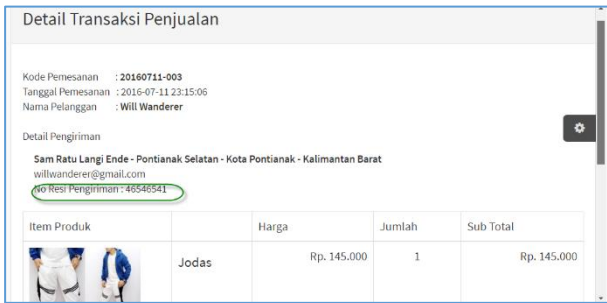 Detail Transaksi Penjualan
Kode Pemesanan : 20160711-003
Tanggal Pemesanan : 2016-07-11 23:15:06
Nama Pelanggan : Will Wanderer
Detail Pengiriman
Sam Ratu Langi Ende - Pontianak Selatan - Kota Pontianak - Kalimantan Barat
willwanderer@gmail.com
No Resi Pengiriman : 46546541
Item Produk Harga Jumlah Sub Total
Jodas Rp. 145.000 1 Rp. 145.000